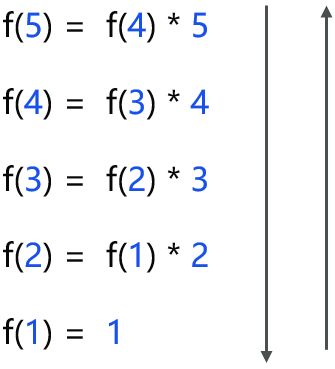 f(5) = f(4) * 5
f(4) = f(3) * 4
f(3) = f(2) * 3
f(2) = f(1) * 2
f(1) = 1